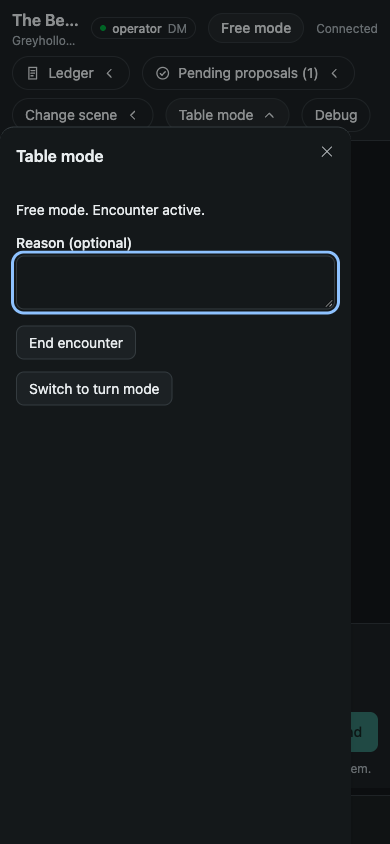 The Be...
operator DM
Free mode
Connected
Greyhollo...
Ledger
Pending proposals (1)
Change scene
Table mode
Debug
Table mode
Free mode. Encounter active.
Reason (optional)
End encounter
Switch to turn mode
em.